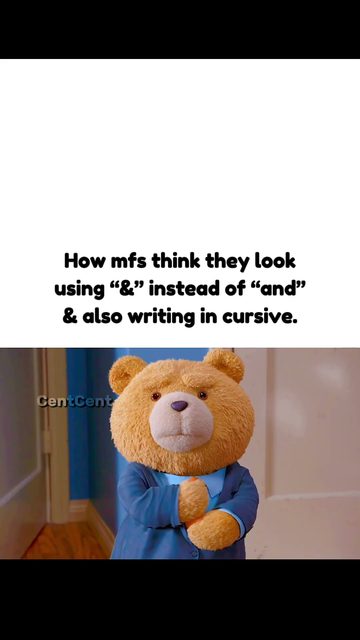 How mfs think they look
using “&” instead of “and”
& also writing in cursive.
CentCent